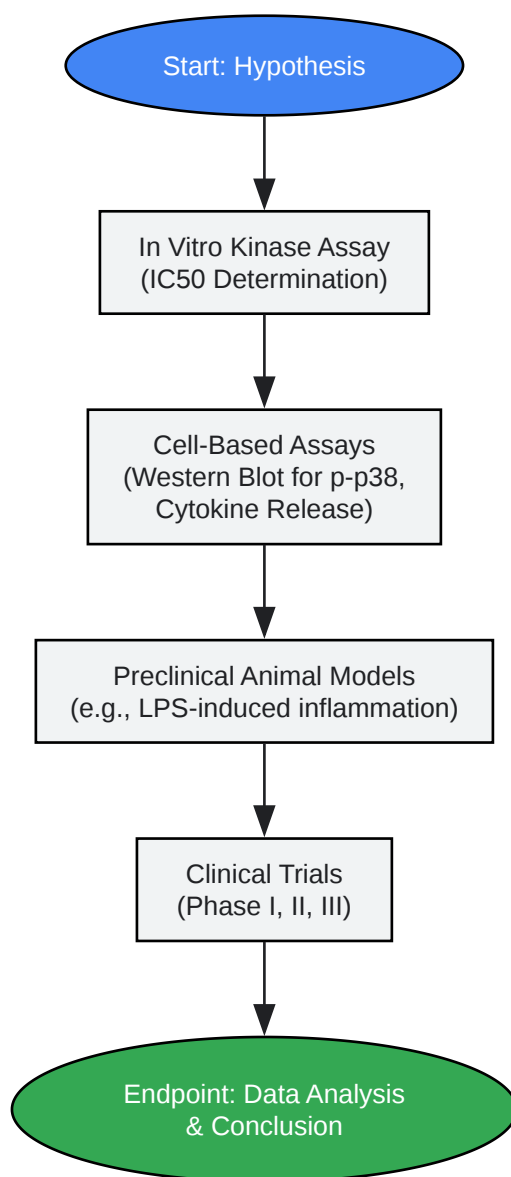 Start: Hypothesis
In Vitro Kinase Assay
(IC50 Determination)
Cell-Based Assays
(Western Blot for p-p38,
Cytokine Release)
Preclinical Animal Models
(e.g., LPS-induced inflammation)
Clinical Trials
(Phase I, II, III)
Endpoint: Data Analysis
& Conclusion